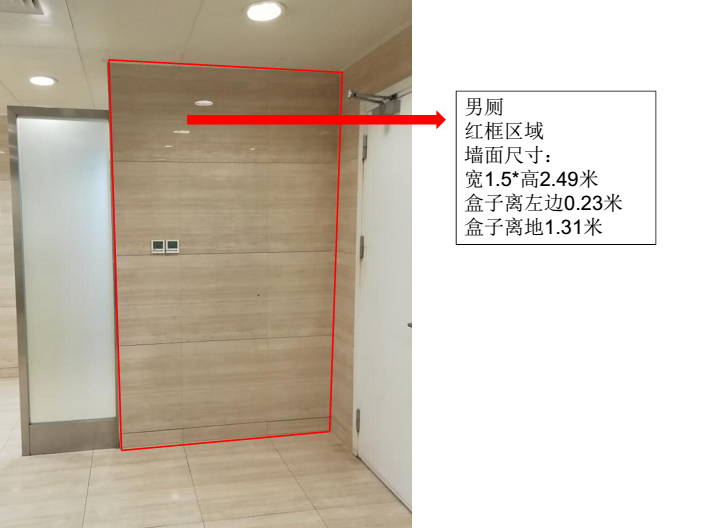 男厕
红框区域
墙面尺寸：
宽1.5*高2.49米
盒子离左边0.23米
盒子离地1.31米